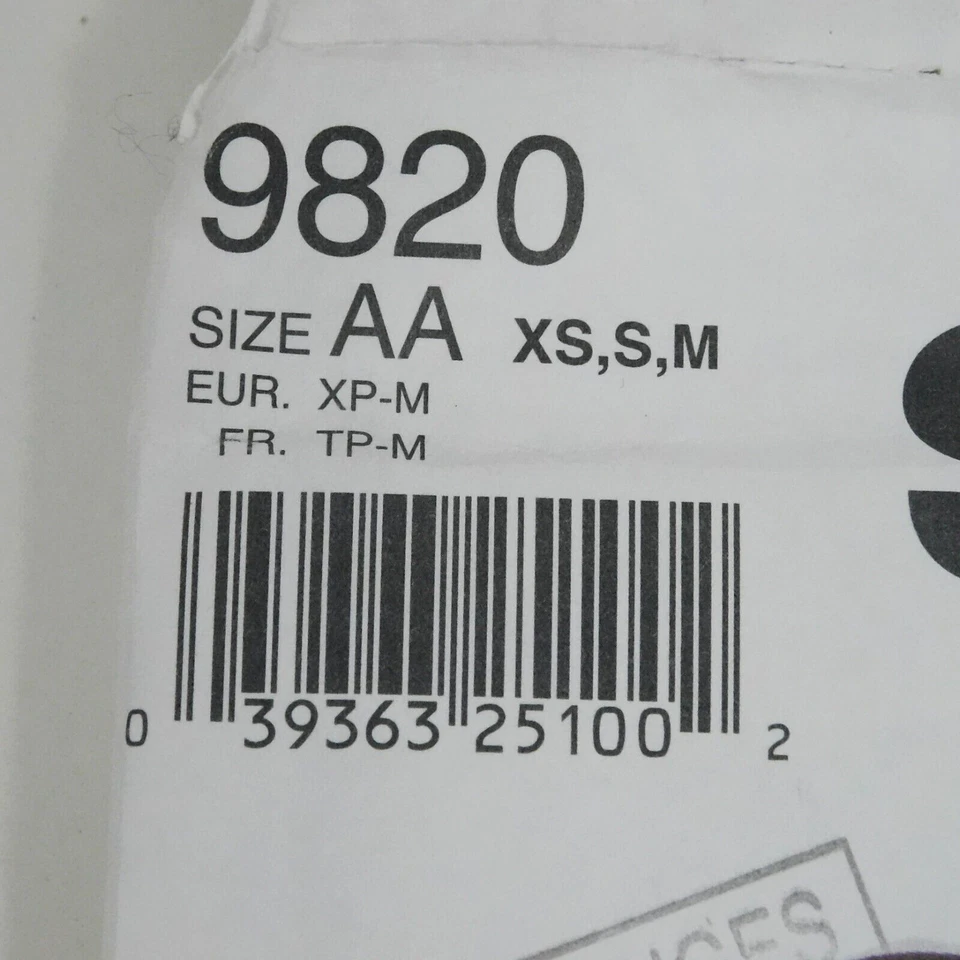 9820
SIZE AA XS,S,M
EUR. XP-M
FR. TP-M
0 39363 25100 2